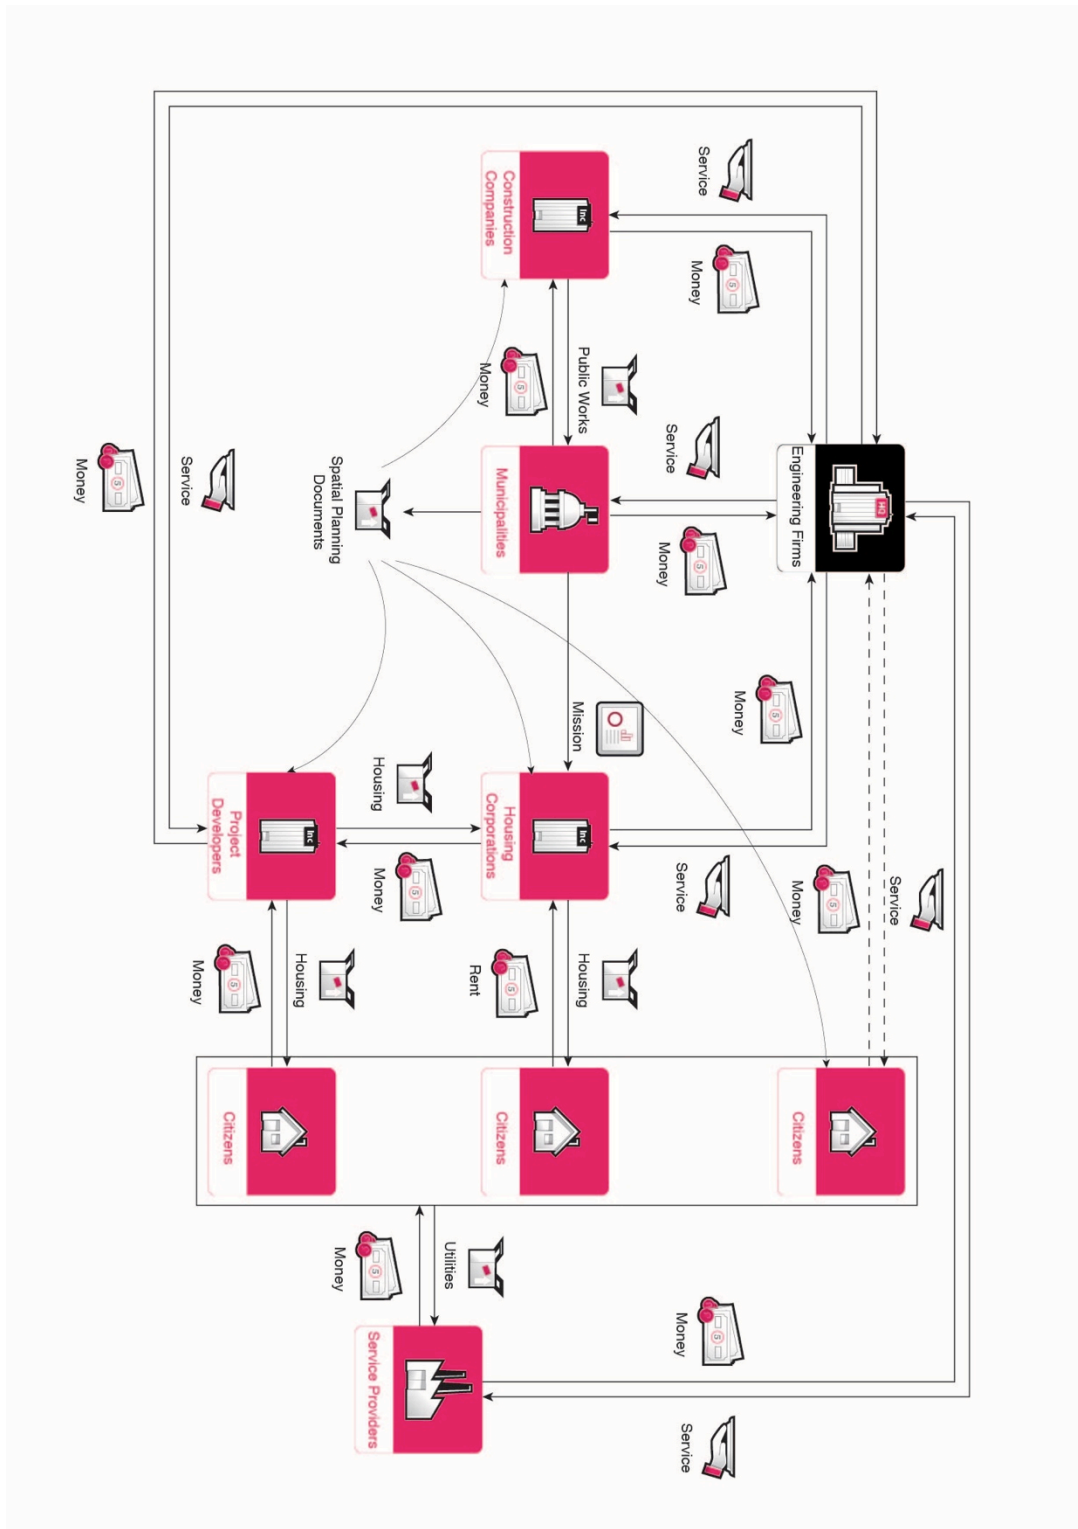 Service
HQ
Engineering Firms
Money
Citizens
Money
Service
Money
Service
Service
Money
Service
Money
Inc
Public Works
Mission
Inc
Housing
Construction
Companies
Municipalities
Housing
Corporations
Citizens
Money
Rent
Utilities
Housing
Money
Service Providers
Money
Spatial Planning
Documents
Inc
Housing
Project
Developers
Citizens
Money
Service
Money